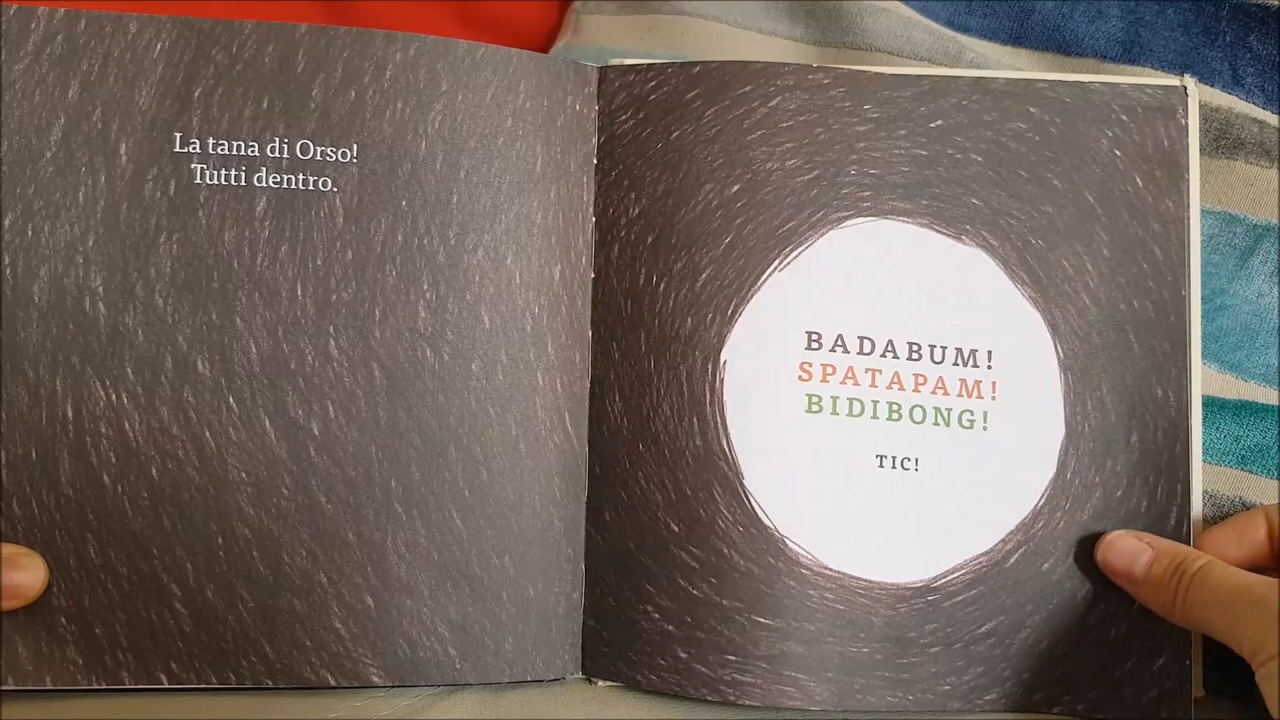 La tana di Orso!
Tutti dentro.
BADABUM!
SPATAPAM!
BIDIBONG!
TIC!